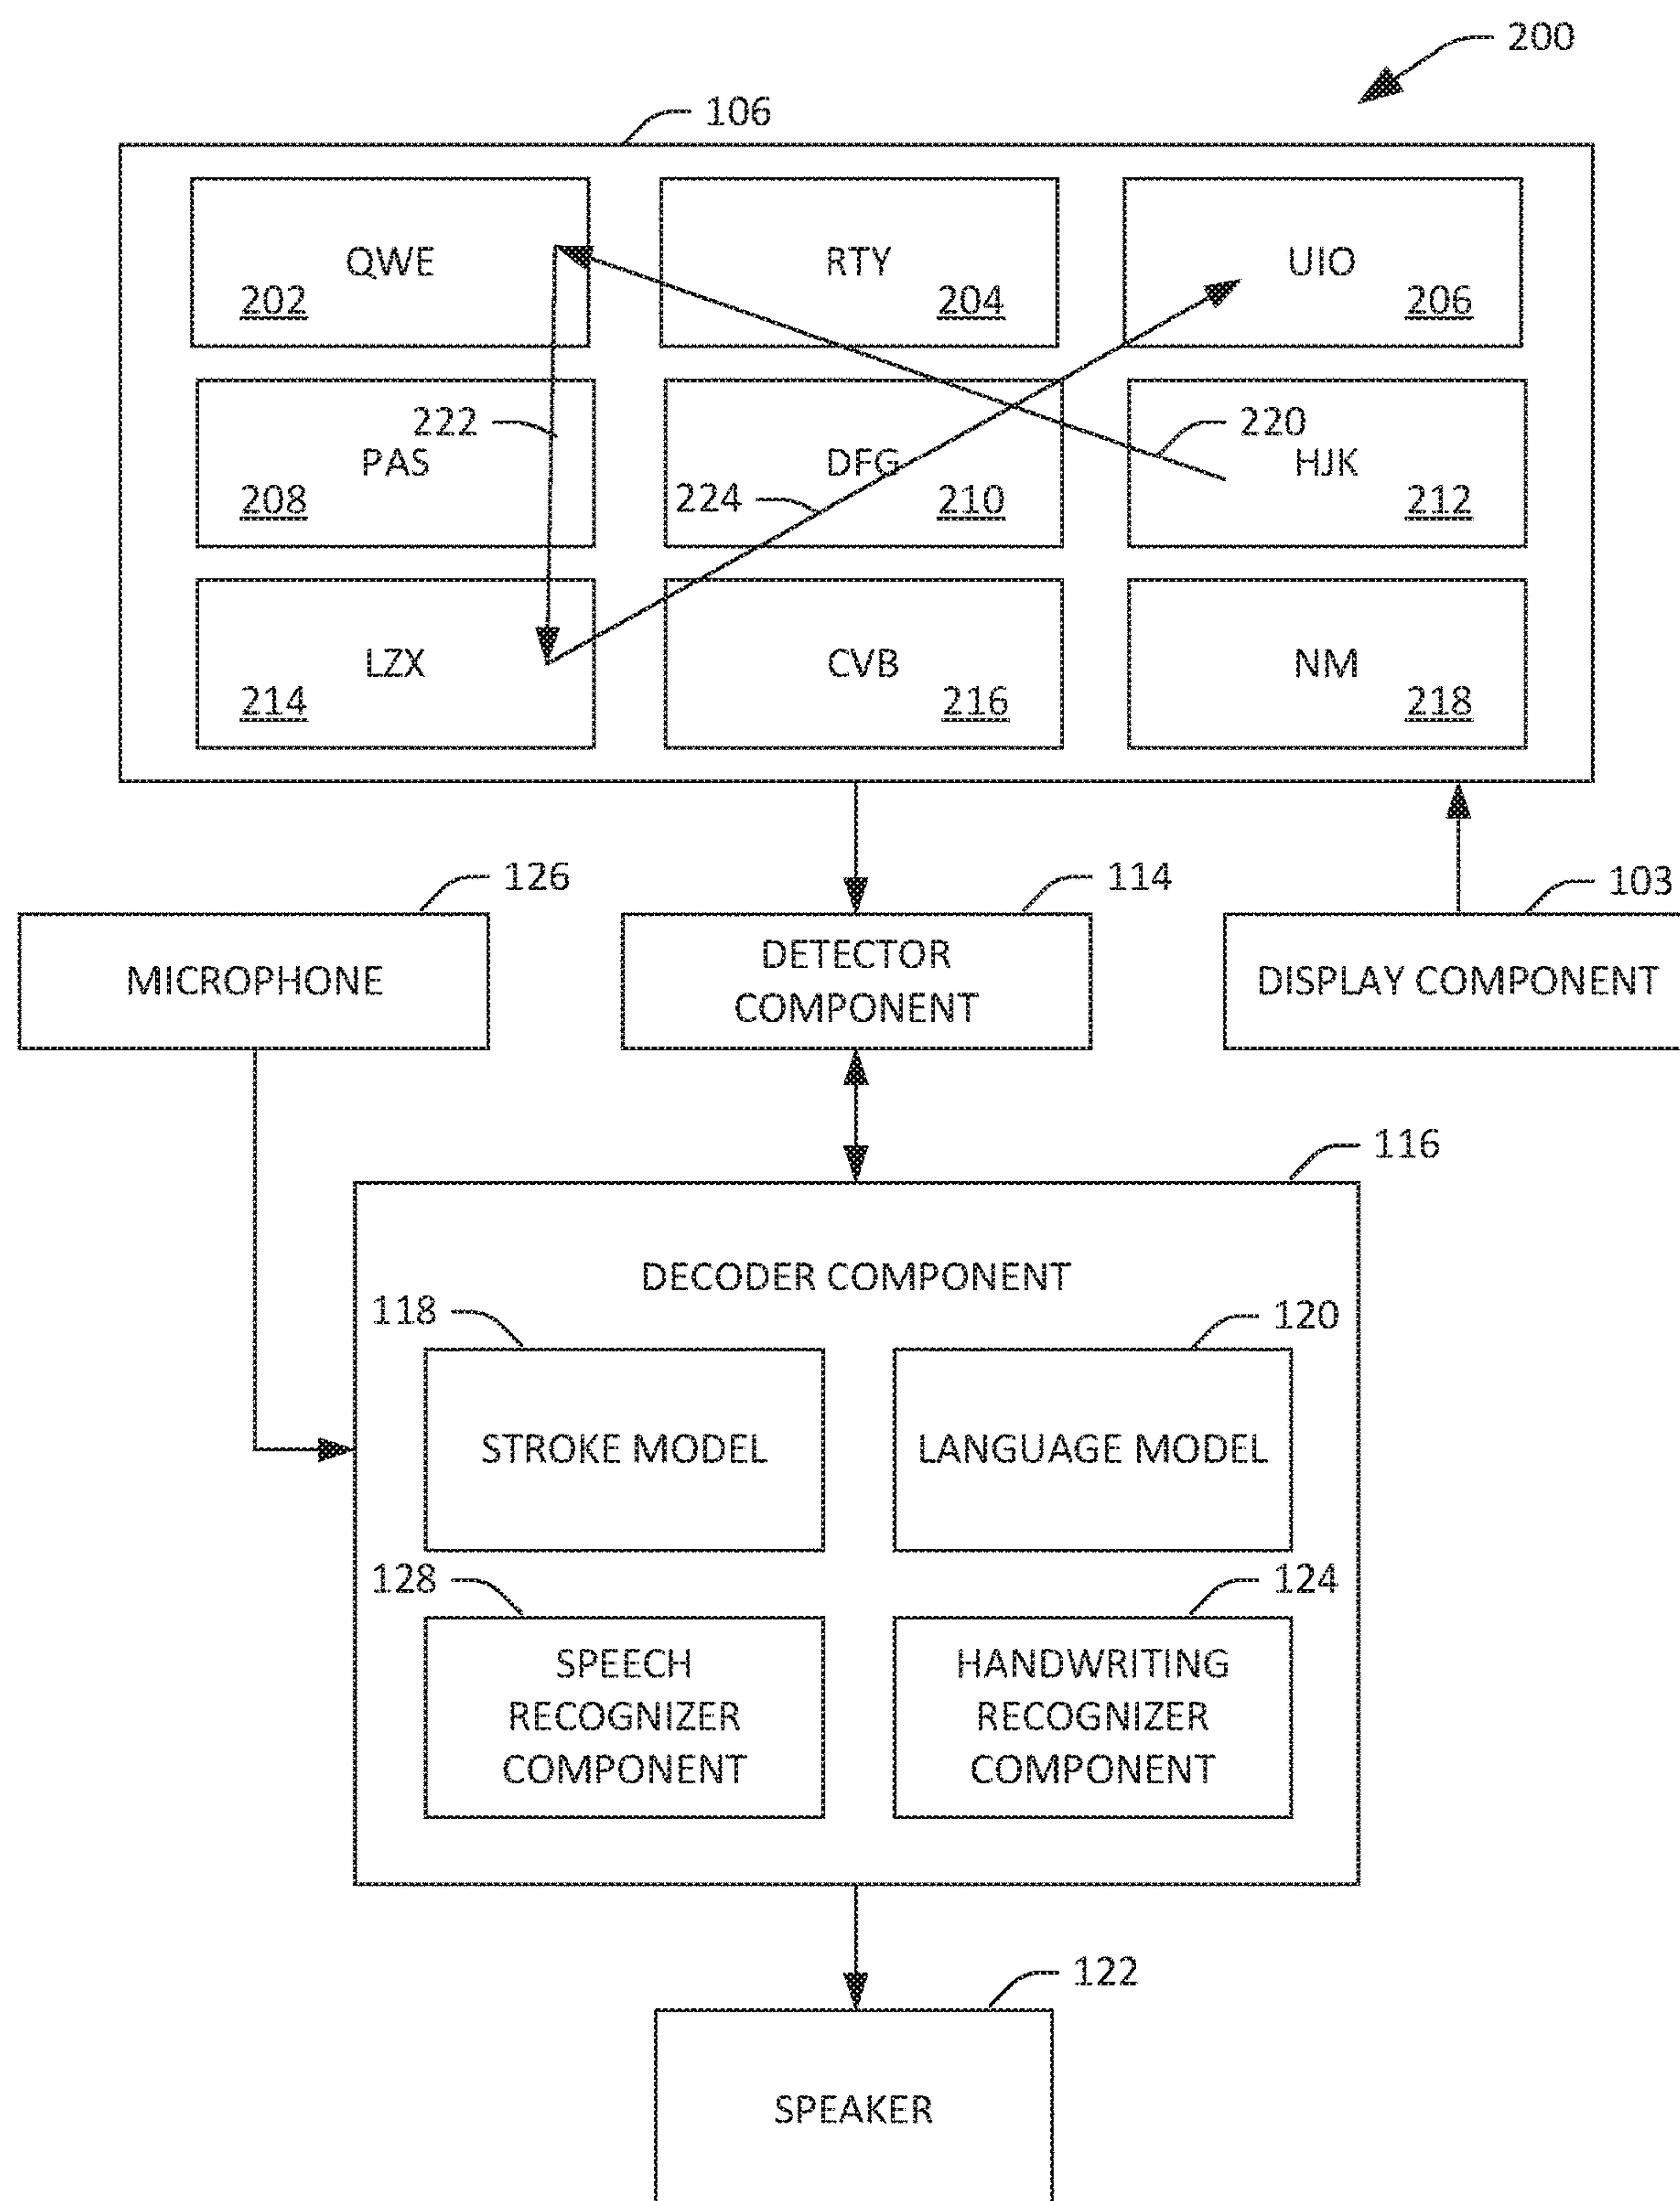 200
106
QWE
202
RTY
204
UIO
206
222
PAS
208
224
DFG
210
220
HJK
212
LZX
214
CVB
216
NM
218
126
MICROPHONE
114
DETECTOR
COMPONENT
103
DISPLAY COMPONENT
116
DECODER COMPONENT
118
STROKE MODEL
120
LANGUAGE MODEL
128
SPEECH
RECOGNIZER
COMPONENT
124
HANDWRITING
RECOGNIZER
COMPONENT
122
SPEAKER